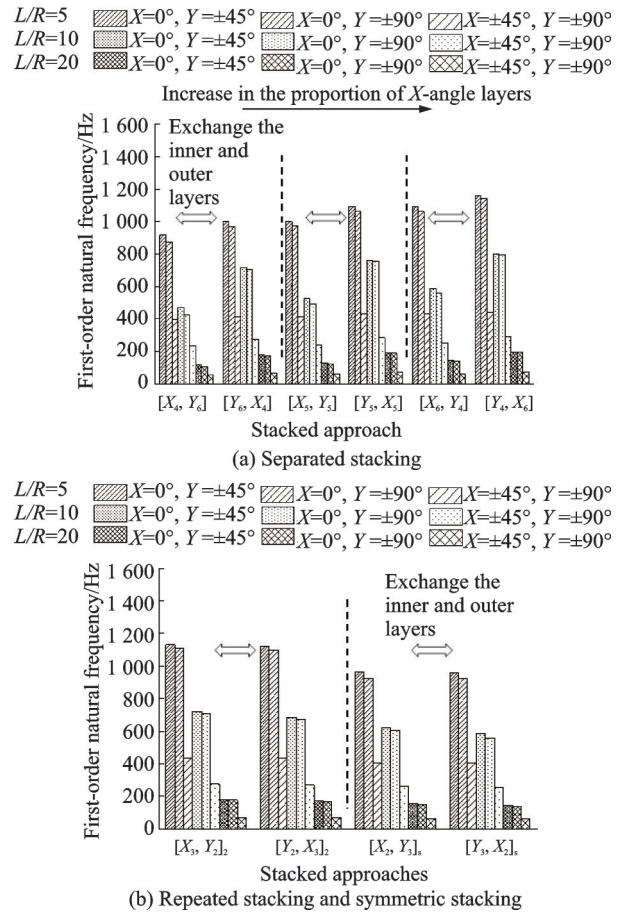 L/R=5 X=0°, Y=±45° X=0°, Y=±90° X=±45°, Y=±90°
L/R=10 X=0°, Y=±45° X=0°, Y=±90° X=±45°, Y=±90°
L/R=20 X=0°, Y=±45° X=0°, Y=±90° X=±45°, Y=±90°
Increase in the proportion of X-angle layers
Exchange the
inner and
outer
layers
First-order natural frequency/Hz
1 600
1 400
1 200
1 000
800
600
400
200
0
[X₄, Y₆] [Y₆, X₄] [X₅, Y₅] [Y₅, X₅] [X₆, Y₄] [Y₄, X₆]
Stacked approach
(a) Separated stacking
L/R=5 X=0°, Y=±45° X=0°, Y=±90° X=±45°, Y=±90°
L/R=10 X=0°, Y=±45° X=0°, Y=±90° X=±45°, Y=±90°
L/R=20 X=0°, Y=±45° X=0°, Y=±90° X=±45°, Y=±90°
Exchange the
inner and outer
layers
First-order natural frequency/Hz
1 600
1 400
1 200
1 000
800
600
400
200
0
[X₃, Y₂]₂ [Y₂, X₃]₂ [X₂, Y₃]ₛ [Y₃, X₂]ₛ
Stacked approaches
(b) Repeated stacking and symmetric stacking